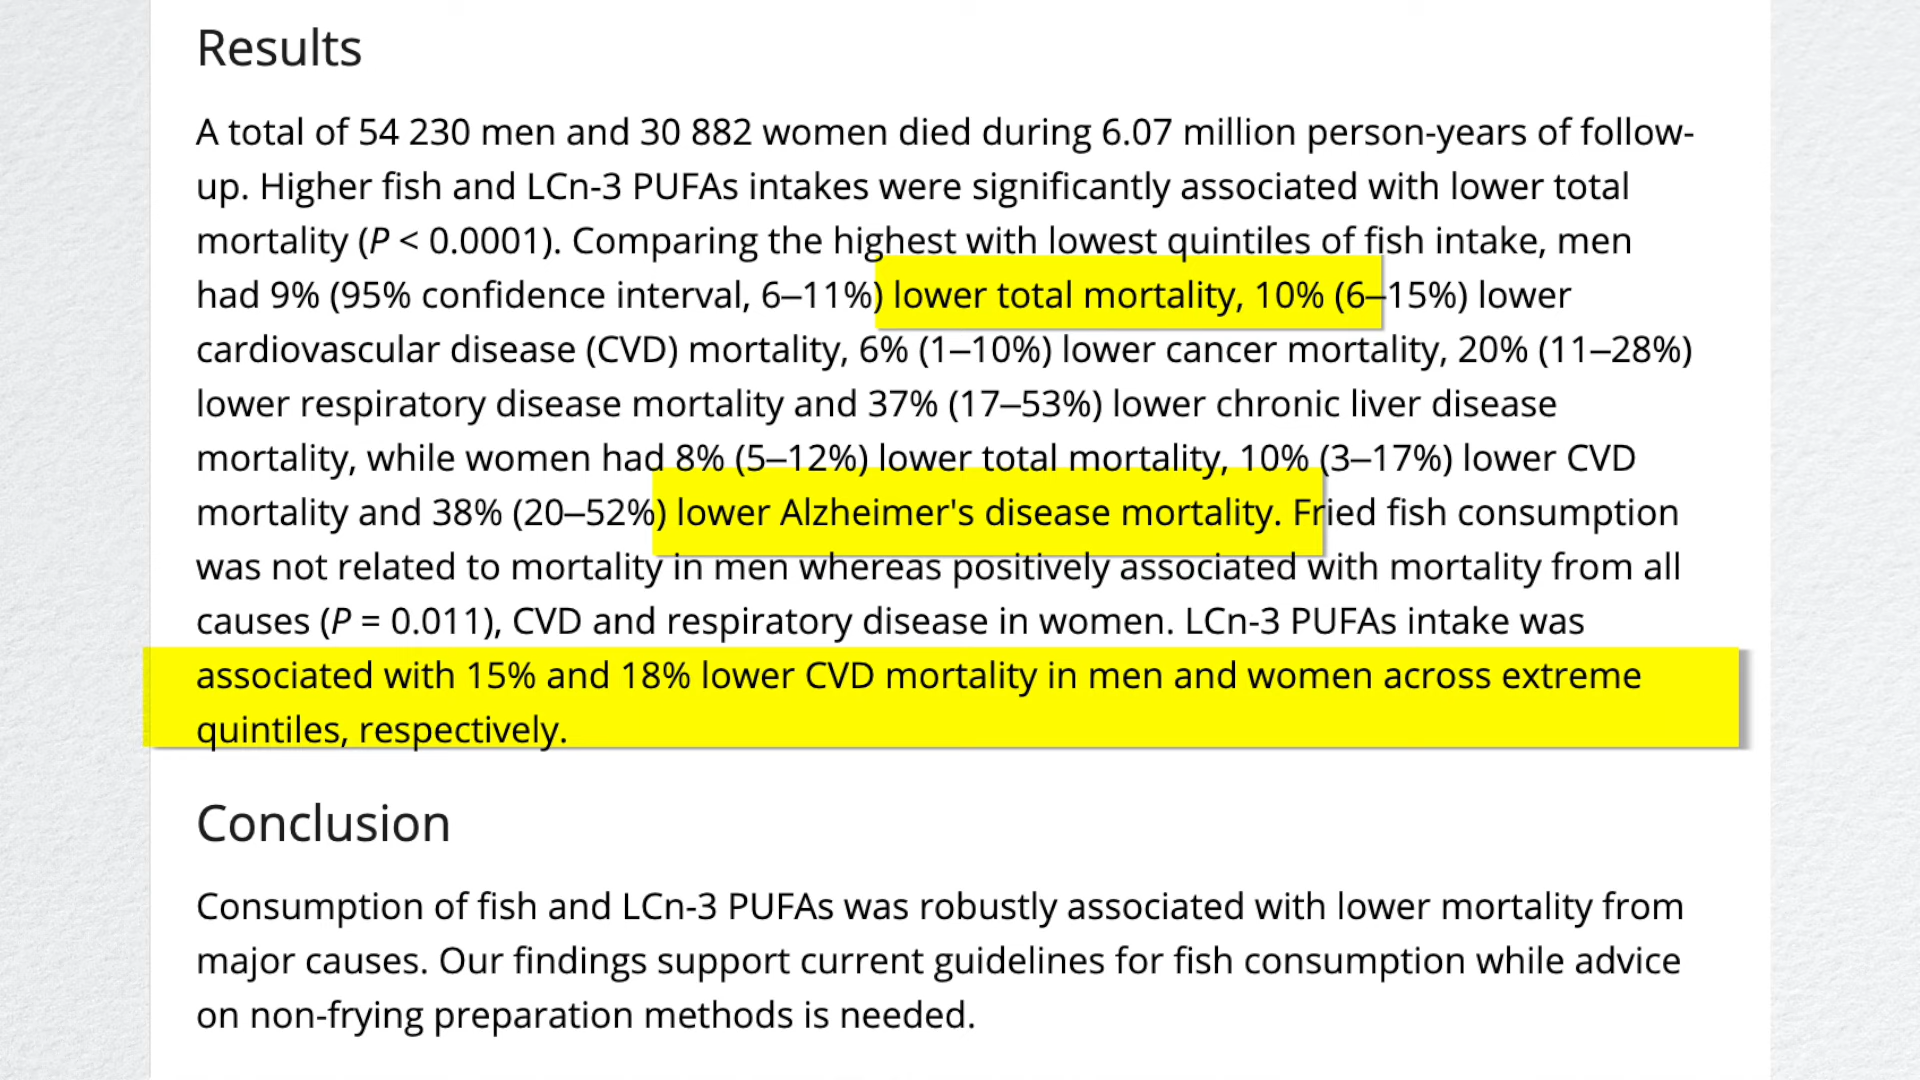 Results
A total of 54 230 men and 30 882 women died during 6.07 million person-years of follow-
up. Higher fish and LCn-3 PUFAs intakes were significantly associated with lower total
mortality (P < 0.0001). Comparing the highest with lowest quintiles of fish intake, men
had 9% (95% confidence interval, 6–11%) lower total mortality, 10% (6–15%) lower
cardiovascular disease (CVD) mortality, 6% (1–10%) lower cancer mortality, 20% (11–28%)
lower respiratory disease mortality and 37% (17–53%) lower chronic liver disease
mortality, while women had 8% (5–12%) lower total mortality, 10% (3–17%) lower CVD
mortality and 38% (20–52%) lower Alzheimer's disease mortality. Fried fish consumption
was not related to mortality in men whereas positively associated with mortality from all
causes (P = 0.011), CVD and respiratory disease in women. LCn-3 PUFAs intake was
associated with 15% and 18% lower CVD mortality in men and women across extreme
quintiles, respectively.
Conclusion
Consumption of fish and LCn-3 PUFAs was robustly associated with lower mortality from
major causes. Our findings support current guidelines for fish consumption while advice
on non-frying preparation methods is needed.